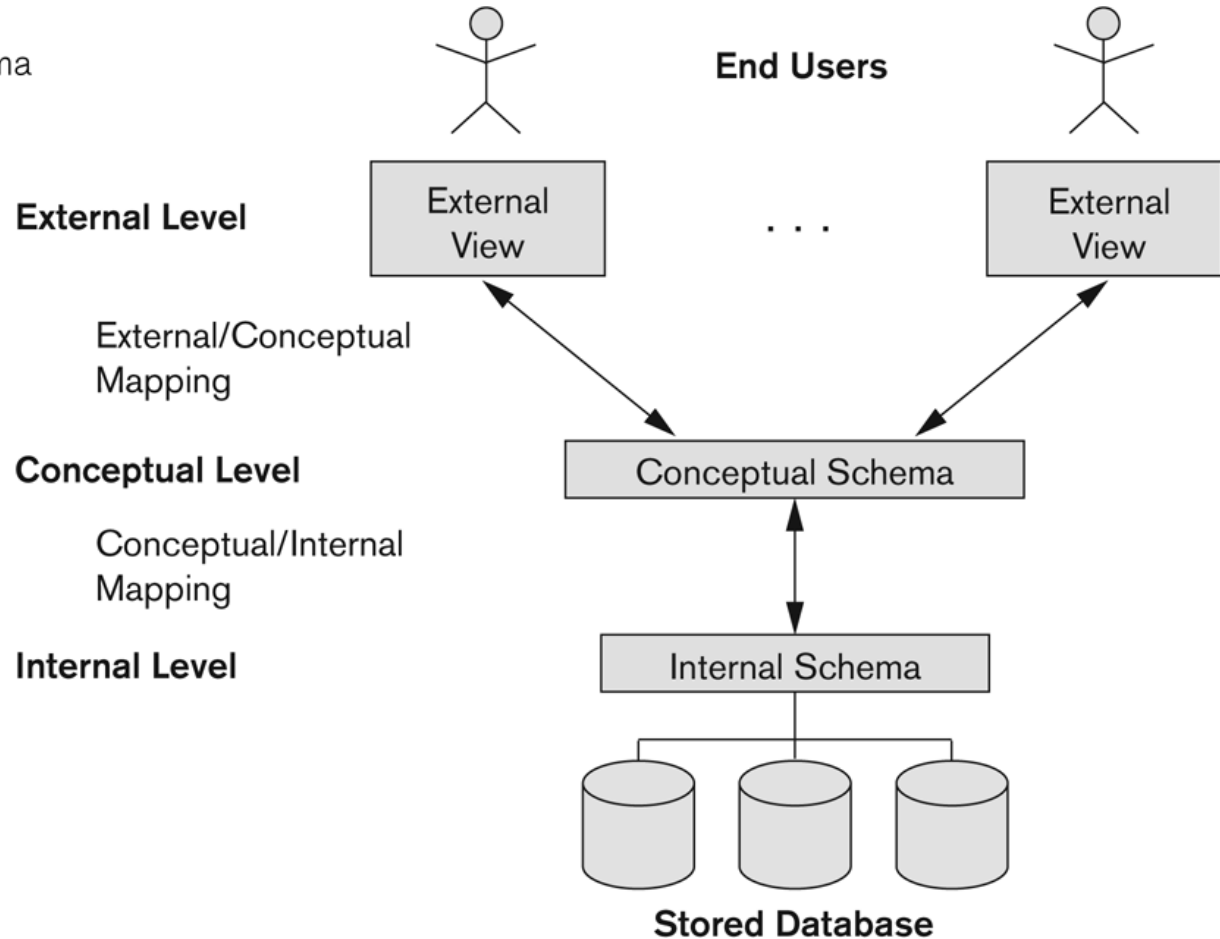 End Users
External
View
. . .
External
View
External Level
External/Conceptual
Mapping
Conceptual Level
Conceptual Schema
Conceptual/Internal
Mapping
Internal Level
Internal Schema
Stored Database